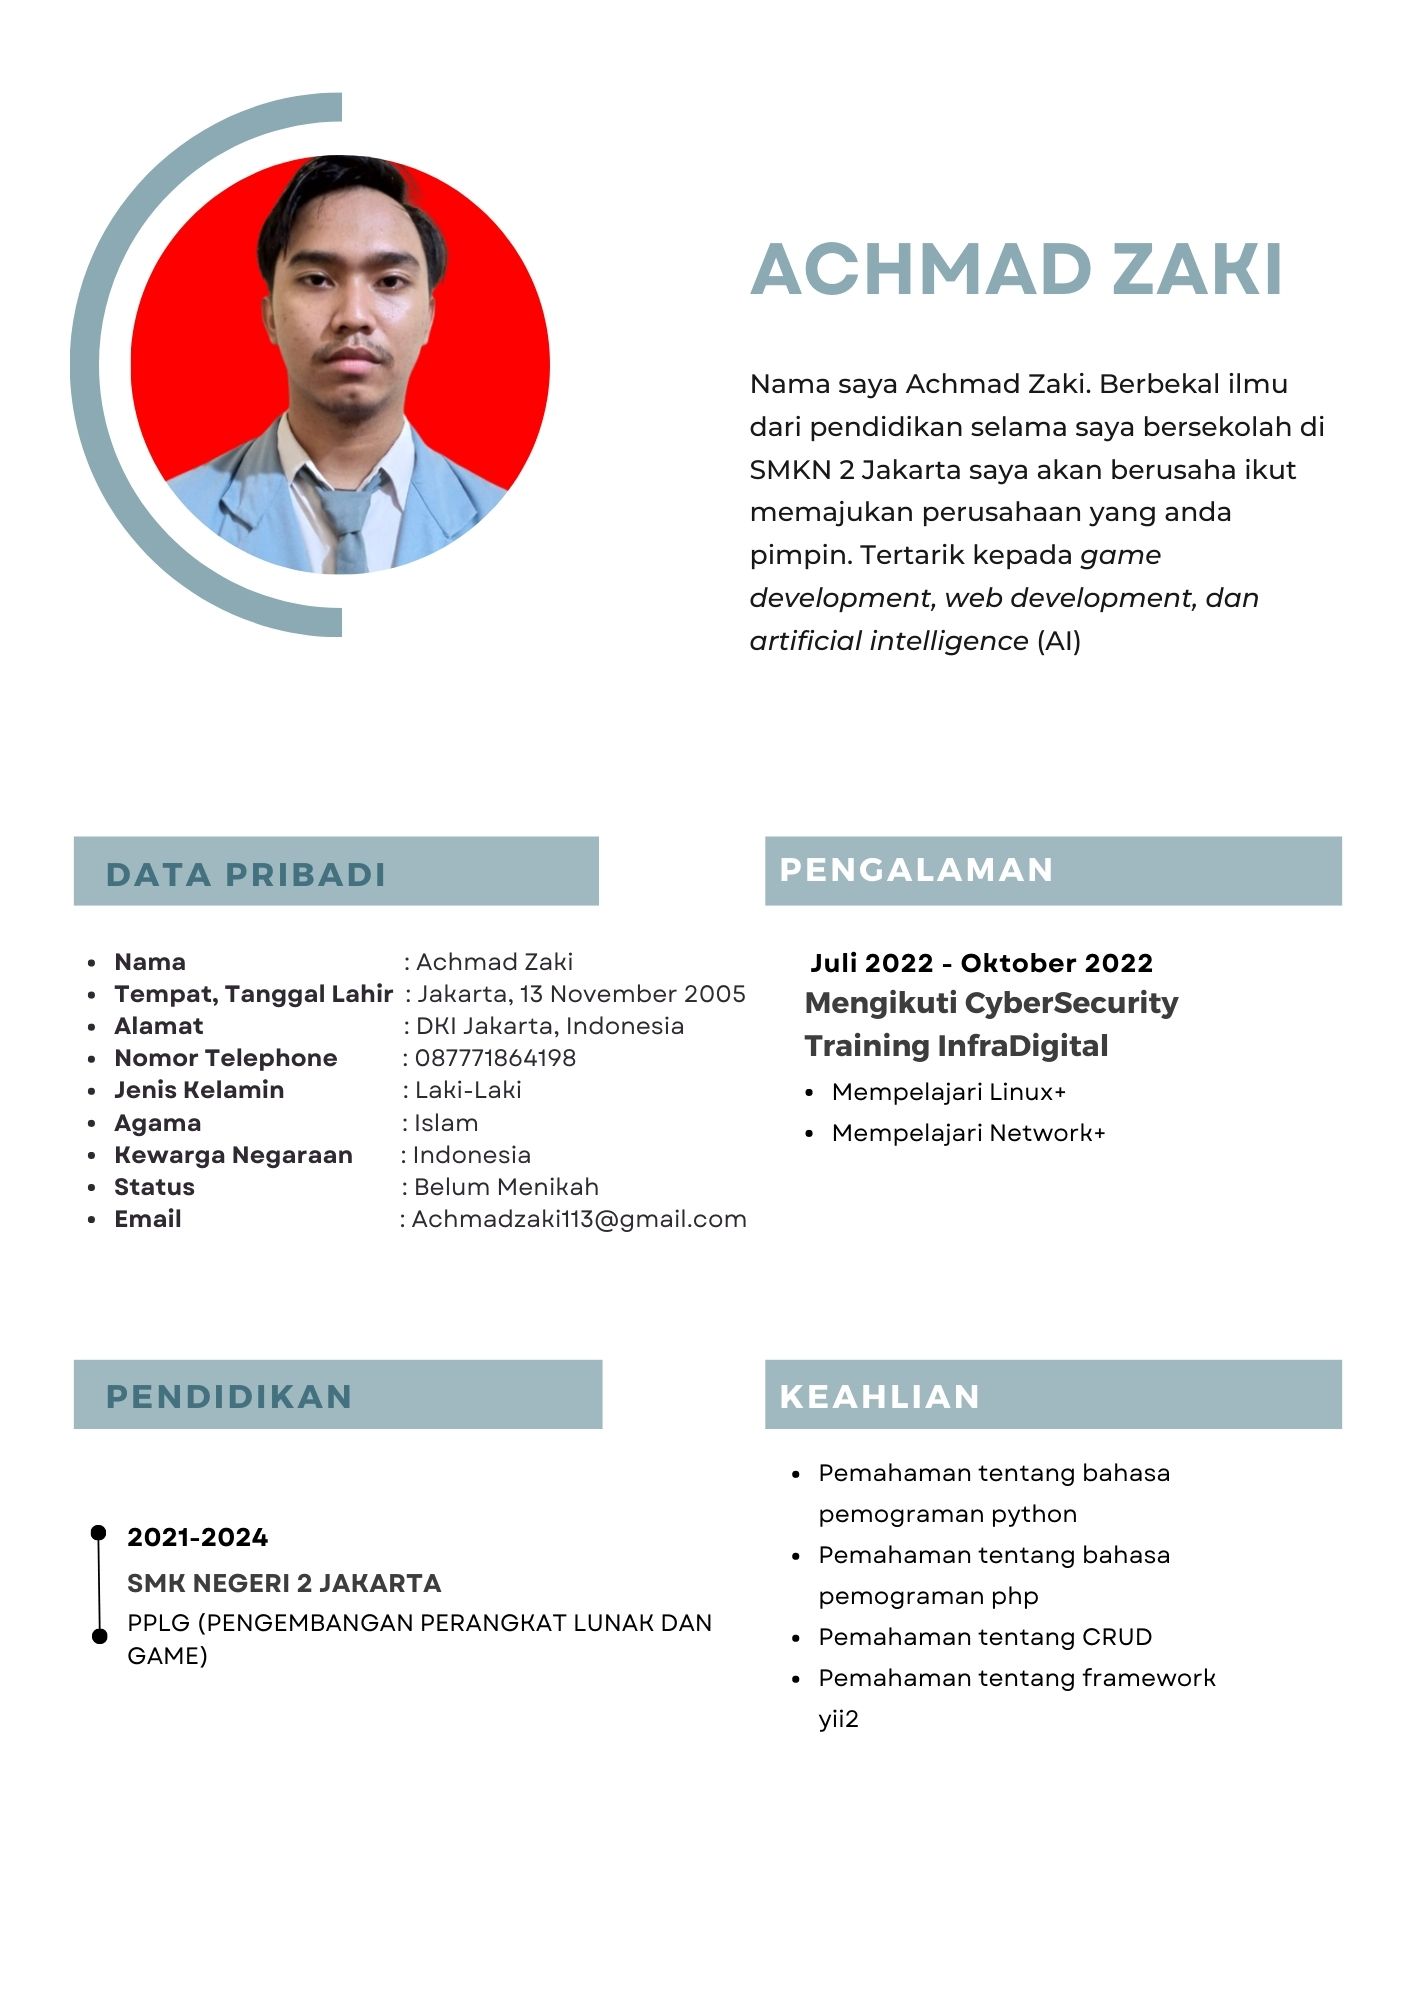 ACHMAD ZAKI
Nama saya Achmad Zaki. Berbekal ilmu
dari pendidikan selama saya bersekolah di
SMKN 2 Jakarta saya akan berusaha ikut
memajukan perusahaan yang anda
pimpin. Tertarik kepada game
development, web development, dan
artificial intelligence (AI)
DATA PRIBADI
• Nama : Achmad Zaki
• Tempat, Tanggal Lahir : Jakarta, 13 November 2005
• Alamat : DKI Jakarta, Indonesia
• Nomor Telephone : 087771864198
• Jenis Kelamin : Laki-Laki
• Agama : Islam
• Kewarga Negaraan : Indonesia
• Status : Belum Menikah
• Email : Achmadzaki113@gmail.com
PENGALAMAN
Juli 2022 - Oktober 2022
Mengikuti CyberSecurity
Training InfraDigital
• Mempelajari Linux+
• Mempelajari Network+
PENDIDIKAN
2021-2024
SMK NEGERI 2 JAKARTA
PPLG (PENGEMBANGAN PERANGKAT LUNAK DAN
GAME)
KEAHLIAN
• Pemahaman tentang bahasa
pemograman python
• Pemahaman tentang bahasa
pemograman php
• Pemahaman tentang CRUD
• Pemahaman tentang framework
yii2